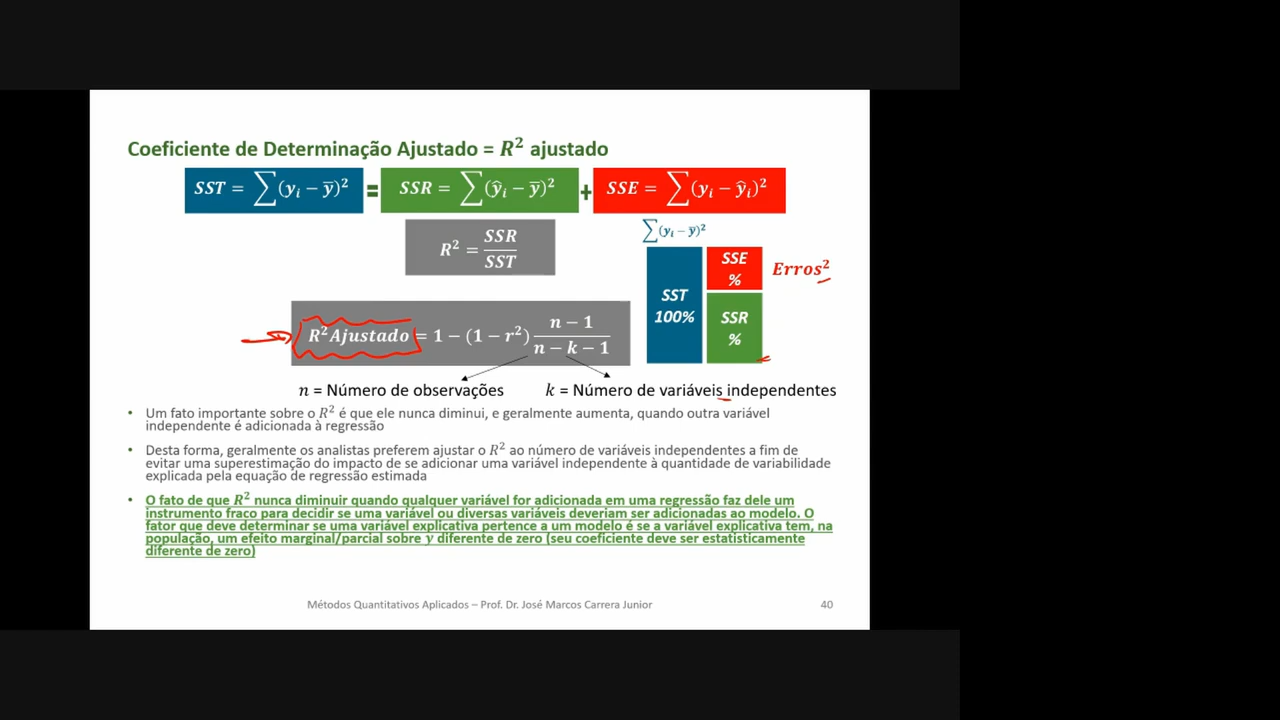 Coeficiente de Determinação Ajustado = R² ajustado
SST = ∑(yᵢ − ȳ)² = SSR = ∑(ŷᵢ − ȳ)² + SSE = ∑(yᵢ − ŷᵢ)²
R² = SSR / SST
∑(yᵢ − ȳ)²
SST
100%
SSE
%
Erros²
SSR
%
R² Ajustado = 1 − (1 − r²) (n − 1) / (n − k − 1)
n = Número de observações
k = Número de variáveis independentes
• Um fato importante sobre o R² é que ele nunca diminui, e geralmente aumenta, quando outra variável
independente é adicionada à regressão
• Desta forma, geralmente os analistas preferem ajustar o R² ao número de variáveis independentes a fim de
evitar uma superestimação do impacto de se adicionar uma variável independente à quantidade de variabilidade
explicada pela equação de regressão estimada
• O fato de que R² nunca diminuir quando qualquer variável for adicionada em uma regressão faz dele um
instrumento fraco para decidir se uma variável ou diversas variáveis deveriam ser adicionadas ao modelo. O
fator que deve determinar se uma variável explicativa pertence a um modelo é se a variável explicativa tem, na
população, um efeito marginal/parcial sobre y diferente de zero (seu coeficiente deve ser estatisticamente
diferente de zero)
Métodos Quantitativos Aplicados – Prof. Dr. José Marcos Carrera Junior
40